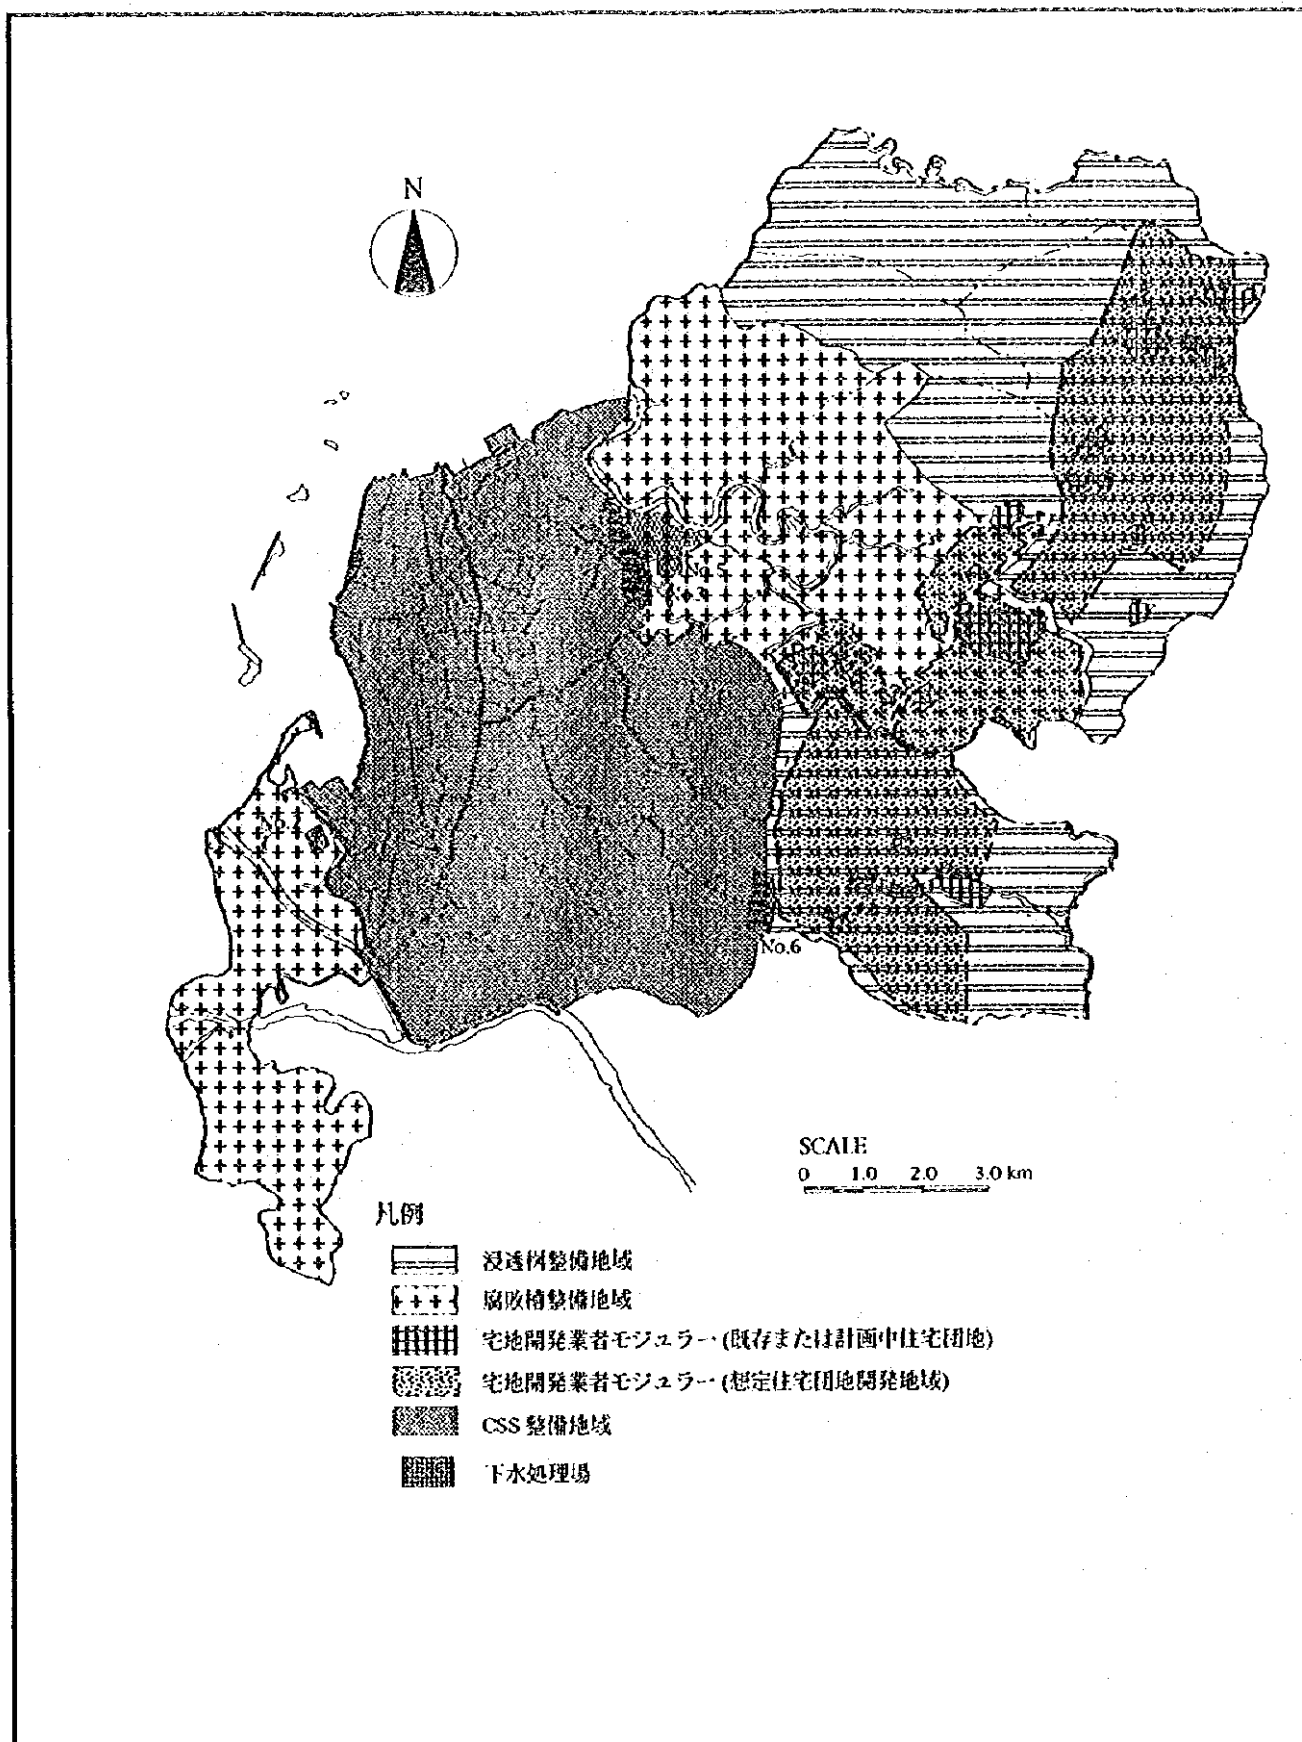 N
No.6
SCALE
0 1.0 2.0 3.0 km
凡例
浸透桝整備地域
腐敗槽整備地域
宅地開発業者モジュラー (既存または計画中住宅団地)
宅地開発業者モジュラー (想定住宅団地開発地域)
CSS 整備地域
下水処理場